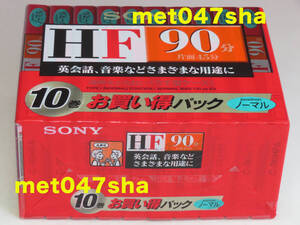 met047sha
HF 90分
片面45分
英会話、音楽などさまざまな用途に
10巻 お買い得パック ノーマル
SONY
HF 90分
英会話、音楽など
さまざまな用途に
met047sha
10巻 お買い得パック ノーマル